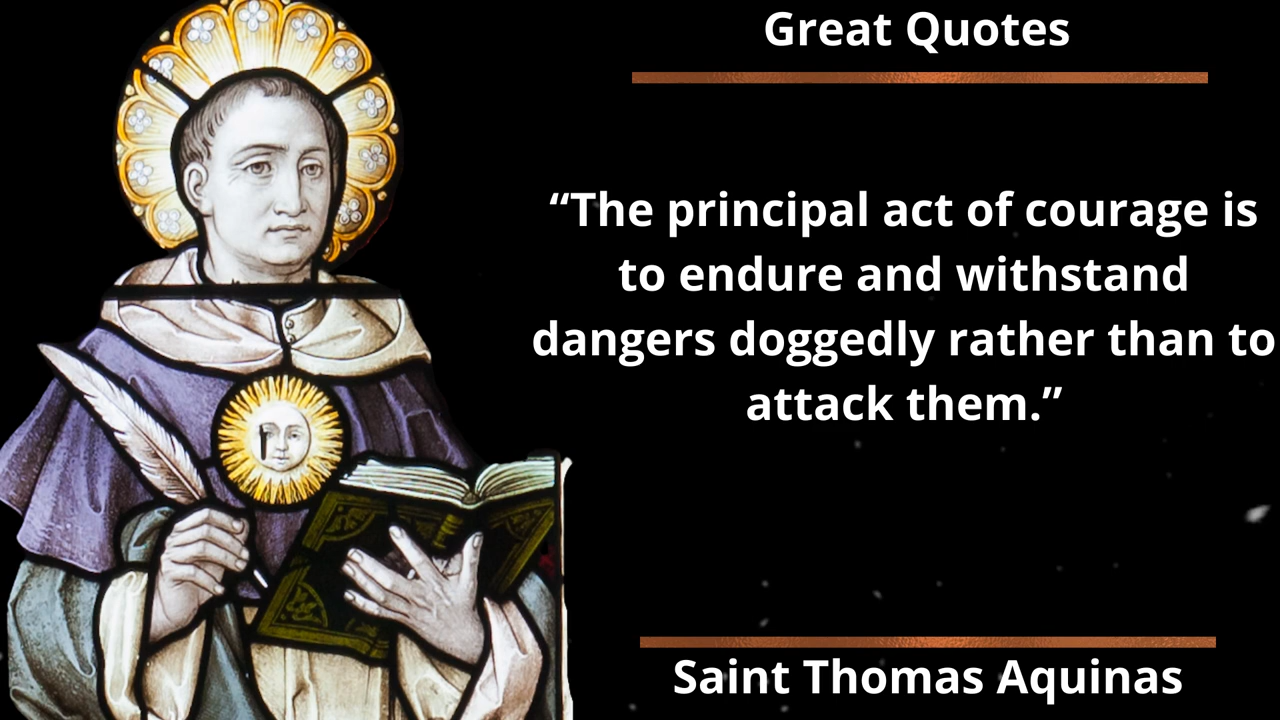 Great Quotes
“The principal act of courage is
to endure and withstand
dangers doggedly rather than to
attack them.”
Saint Thomas Aquinas